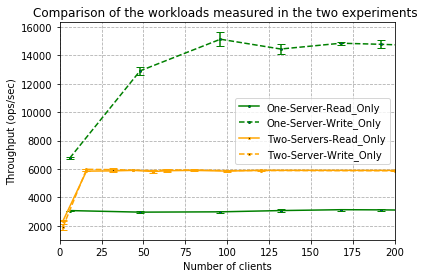 Comparison of the workloads measured in the two experiments
16000
14000
12000
10000
8000
6000
4000
2000
Throughput (ops/sec)
One-Server-Read_Only
One-Server-Write_Only
Two-Servers-Read_Only
Two-Server-Write_Only
0 25 50 75 100 125 150 175 200
Number of clients